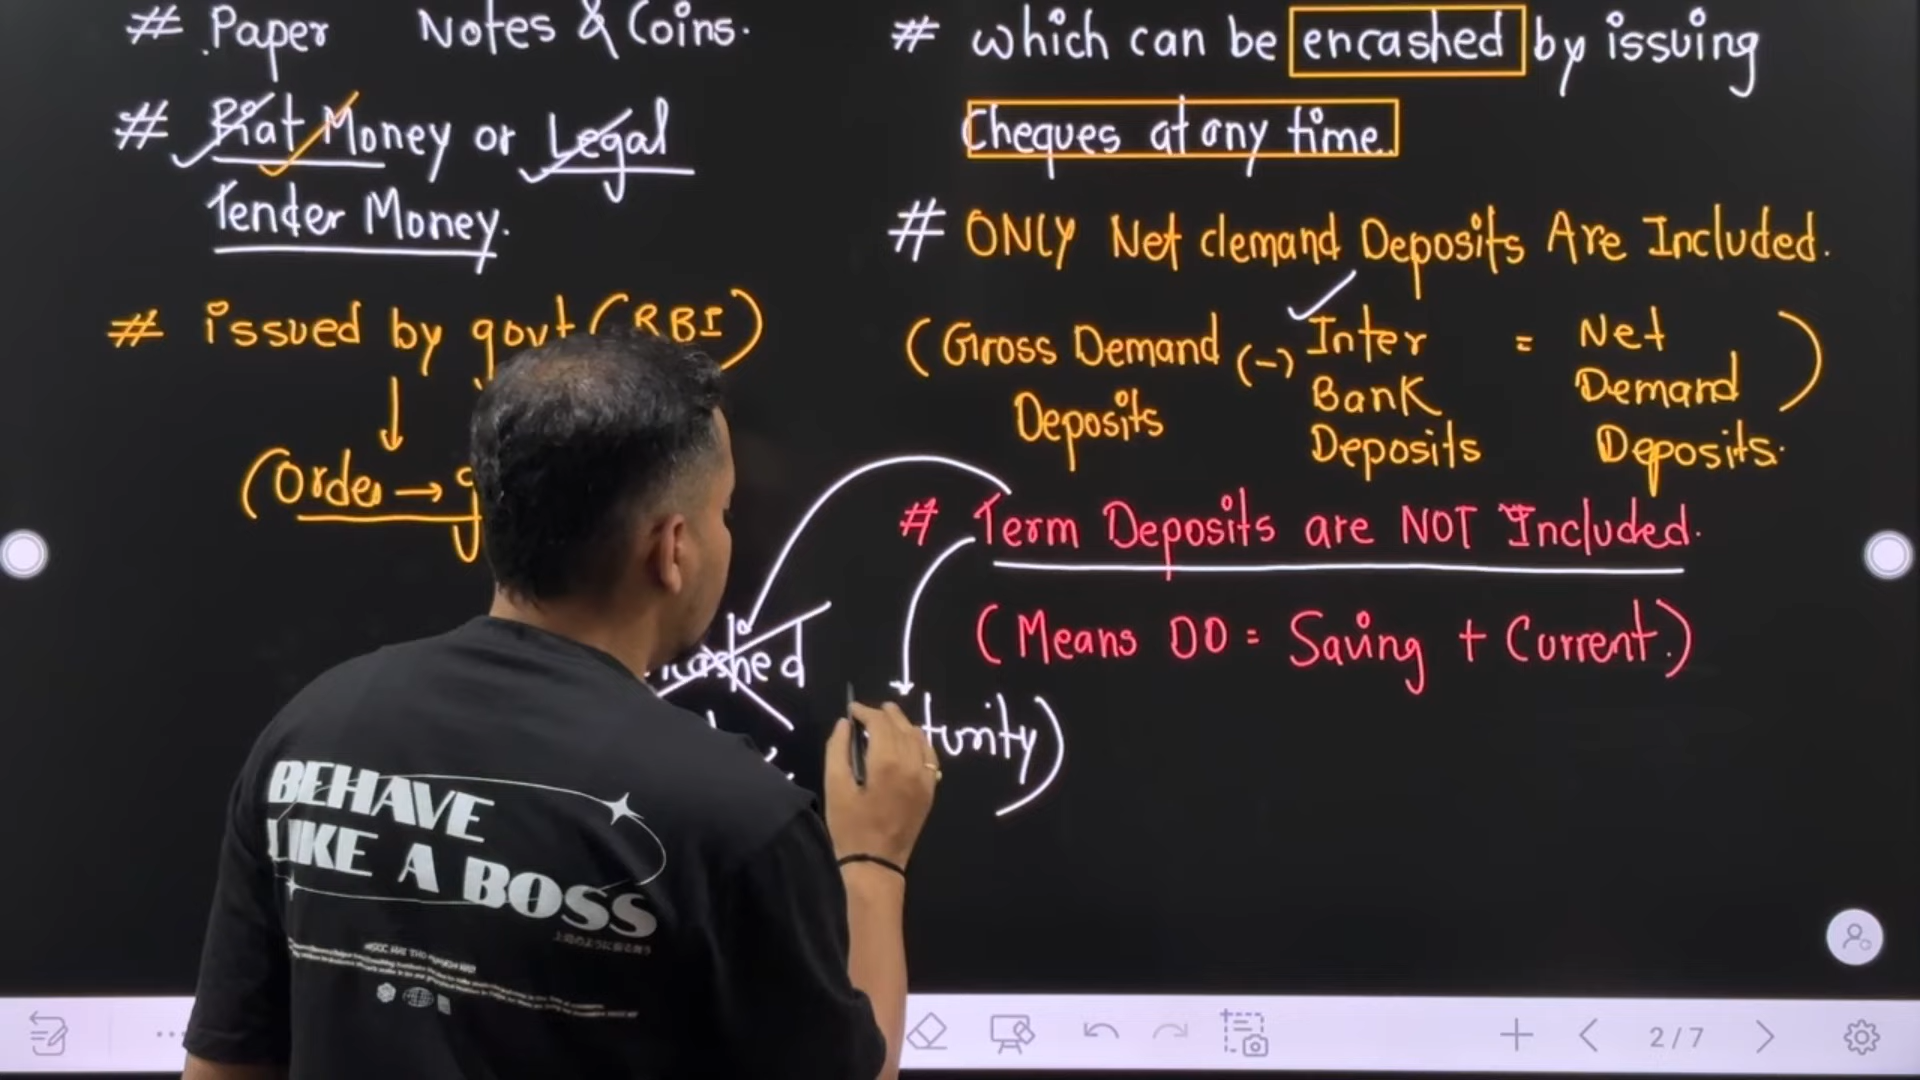 # Paper Notes & Coins.
# Fiat Money or Legal
Tender Money.
# issued by govt (RBI)
(Order →
# which can be encashed by issuing
Cheques at any time.
# ONLY Net demand Deposits Are Included.
(Gross Demand Deposits (-) Inter Bank Deposits = Net Demand Deposits.)
# Term Deposits are NOT Included.
(Means DD = Saving + Current.)
turity)
BEHAVE
LIKE A BOSS
2/7